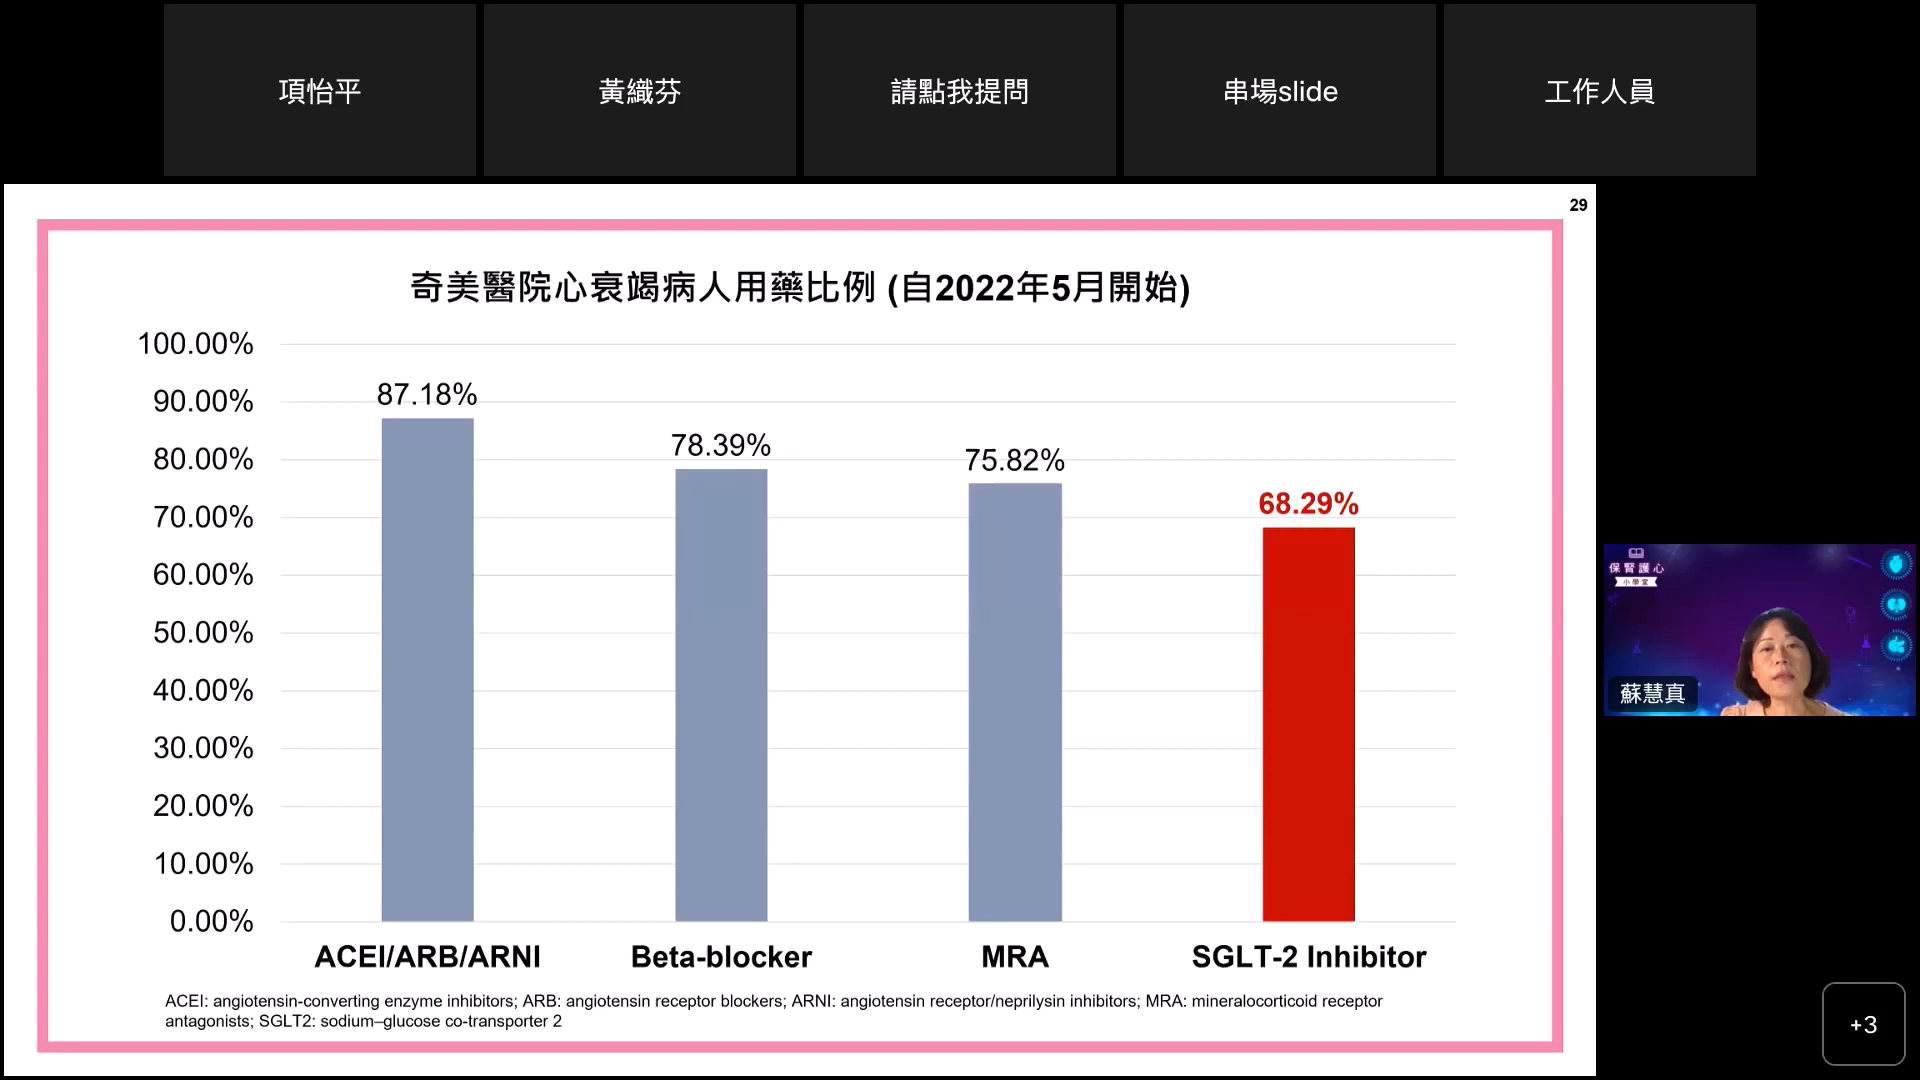 項怡平
黃織芬
請點我提問
串場slide
工作人員
29
奇美醫院心衰竭病人用藥比例 (自2022年5月開始)
100.00%
90.00%
80.00%
70.00%
60.00%
50.00%
40.00%
30.00%
20.00%
10.00%
0.00%
87.18%
78.39%
75.82%
68.29%
ACEI/ARB/ARNI
Beta-blocker
MRA
SGLT-2 Inhibitor
ACEI: angiotensin-converting enzyme inhibitors; ARB: angiotensin receptor blockers; ARNI: angiotensin receptor/neprilysin inhibitors; MRA: mineralocorticoid receptor
antagonists; SGLT2: sodium–glucose co-transporter 2
保腎護心
小學堂
蘇慧真
+3